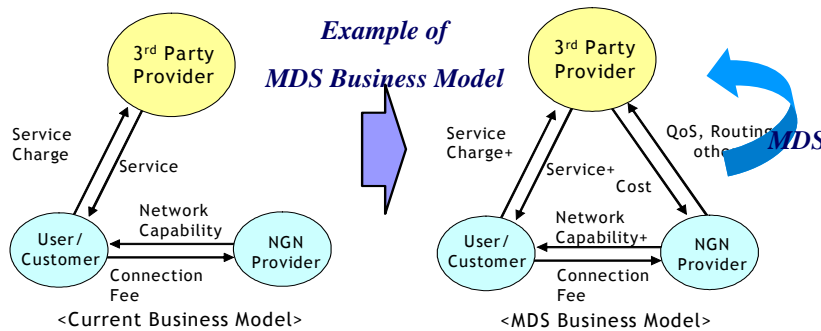 Example of
MDS Business Model
3rd Party
Provider
Service
Charge
Service
Network
Capability
User/
Customer
NGN
Provider
Connection
Fee
<Current Business Model>
3rd Party
Provider
Service
Charge+
Service+
Cost
QoS, Routing
othe
MDS
Network
Capability+
User/
Customer
NGN
Provider
Connection
Fee
<MDS Business Model>